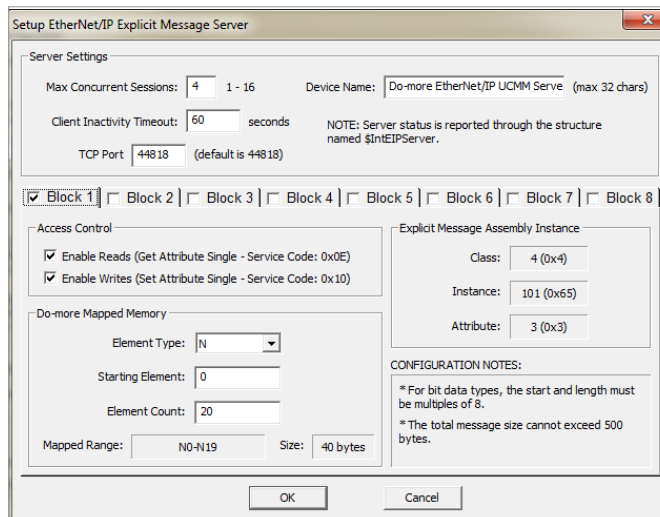 Setup EtherNet/IP Explicit Message Server
Server Settings
Max Concurrent Sessions: 4 1 - 16 Device Name: Do-more EtherNet/IP UCMM Serve (max 32 chars)
Client Inactivity Timeout: 60 seconds
NOTE: Server status is reported through the structure
named $IntEIPServer.
TCP Port 44818 (default is 44818)
Block 1 Block 2 Block 3 Block 4 Block 5 Block 6 Block 7 Block 8
Access Control
Enable Reads (Get Attribute Single - Service Code: 0x0E)
Enable Writes (Set Attribute Single - Service Code: 0x10)
Do-more Mapped Memory
Element Type: N
Starting Element: 0
Element Count: 20
Mapped Range: N0-N19 Size: 40 bytes
Explicit Message Assembly Instance
Class: 4 (0x4)
Instance: 101 (0x65)
Attribute: 3 (0x3)
CONFIGURATION NOTES:
* For bit data types, the start and length must
be multiples of 8.
* The total message size cannot exceed 500
bytes.
OK Cancel